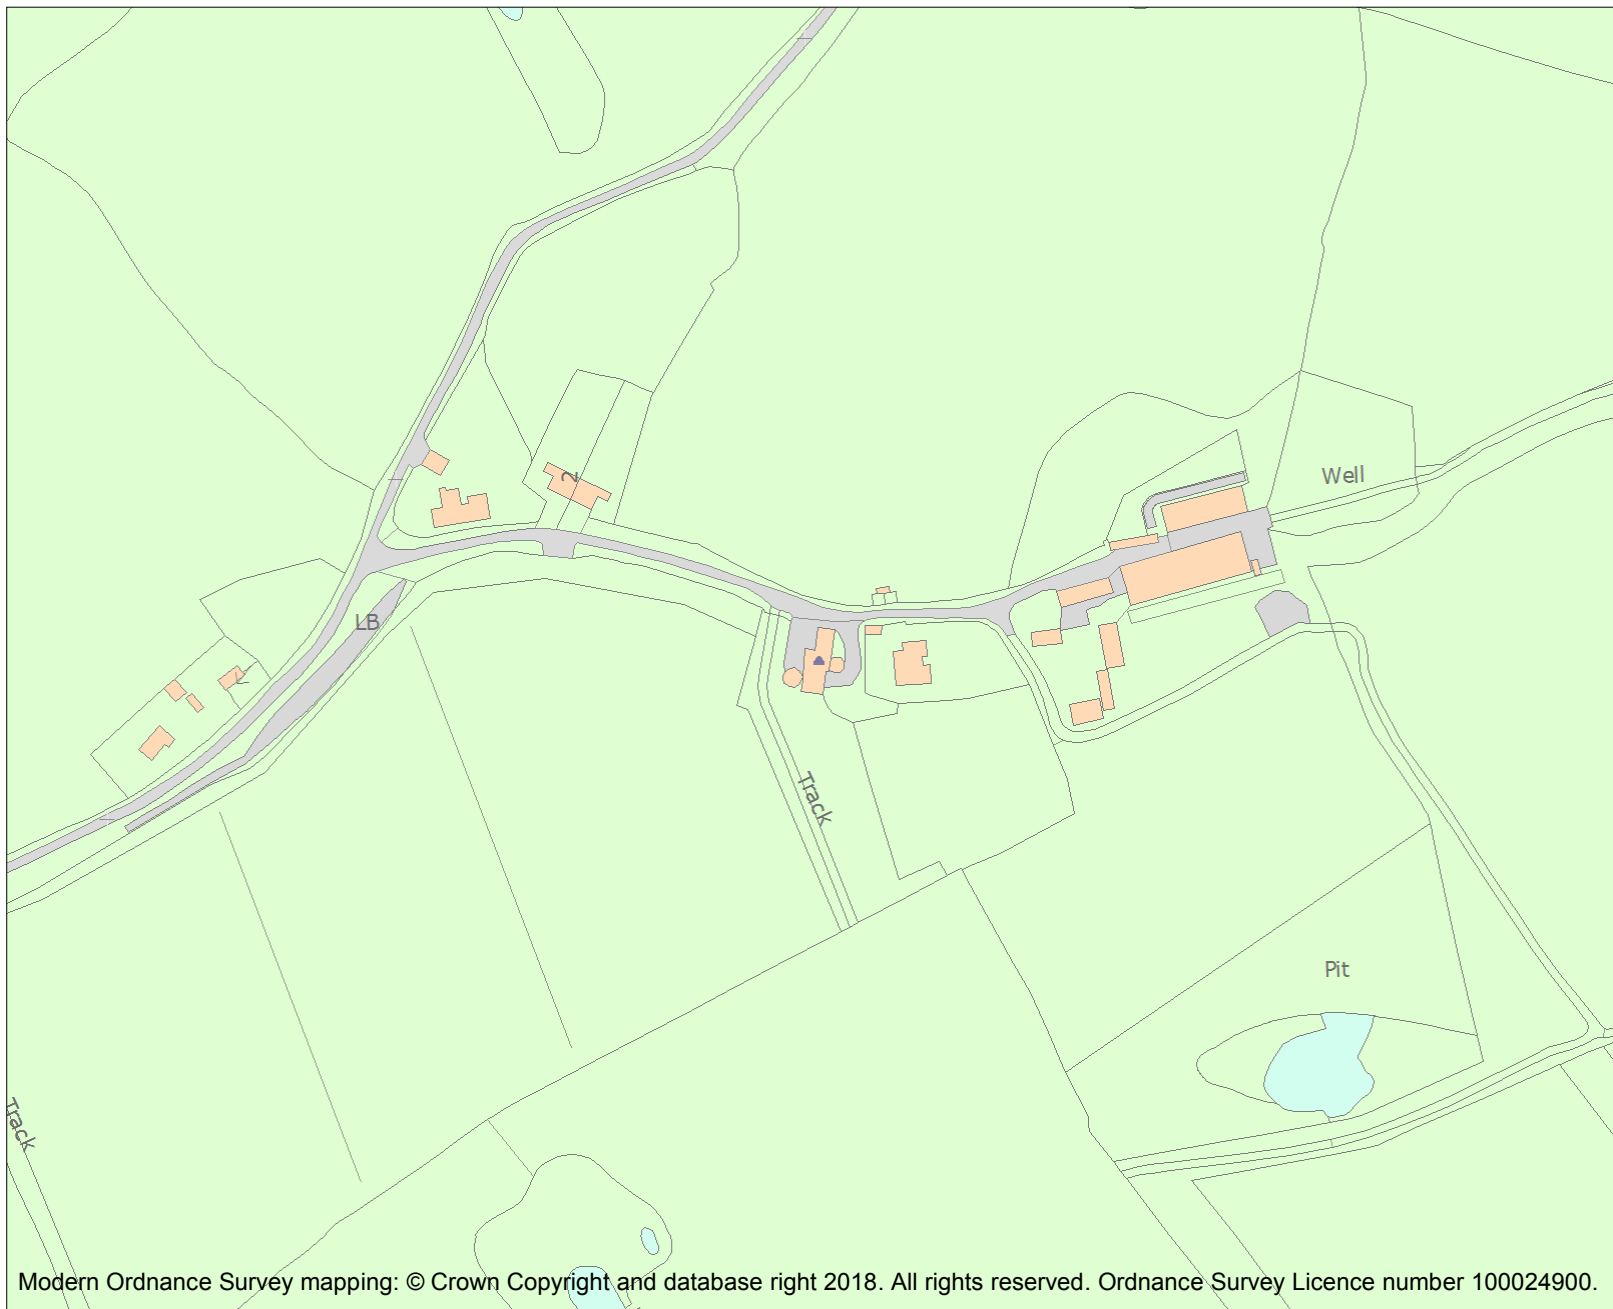 2
Well
LB
Track
Pit
Track
Modern Ordnance Survey mapping: © Crown Copyright and database right 2018. All rights reserved. Ordnance Survey Licence number 100024900.